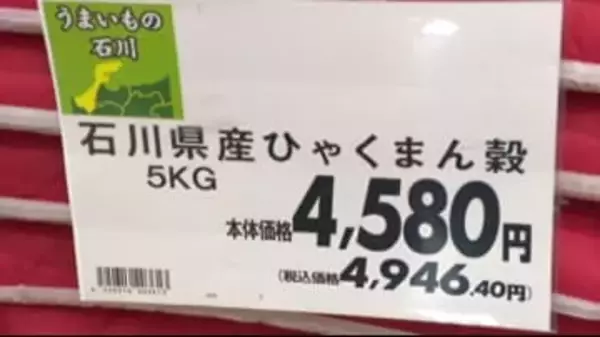 うまいもの
石川
石川県産ひゃくまん穀
5KG
本体価格4,580円
(税込価格4,946.40円)